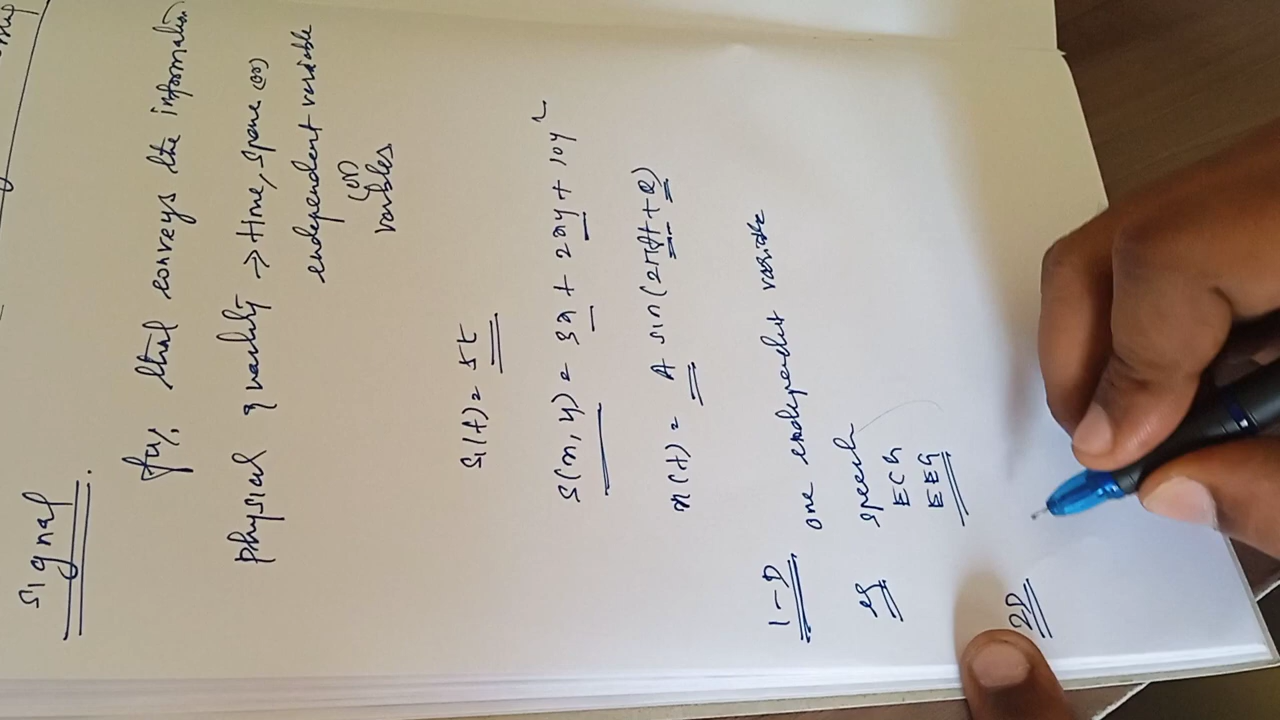 Signal
fn, that conveys the information
physical quantity → time, space (or)
independent variable
(or)
variables
S1(t) = 5t
S(x, y) = 3x + 2xy + 10y²
x(t) = A sin(2πft + θ)
1-D one independent variable
eg speech
ECG
EEG
2D